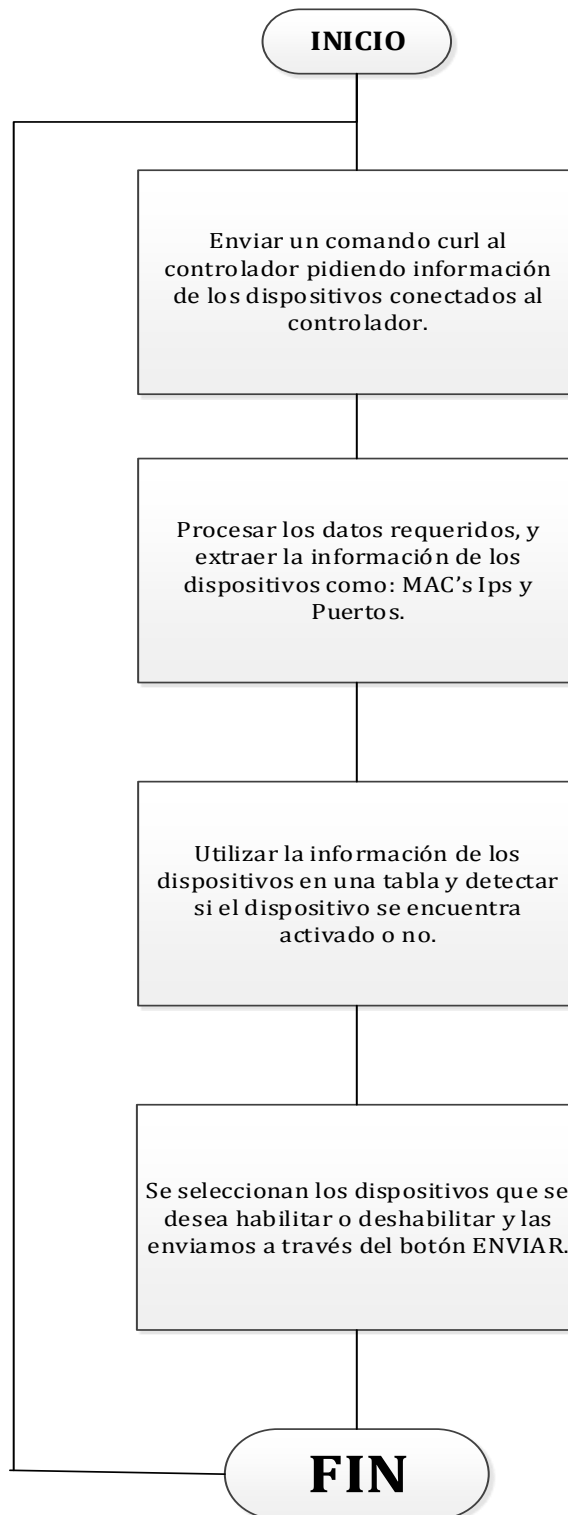 INICIO
Enviar un comando curl al
controlador pidiendo información
de los dispositivos conectados al
controlador.
Procesar los datos requeridos, y
extraer la información de los
dispositivos como: MAC’s Ips y
Puertos.
Utilizar la información de los
dispositivos en una tabla y detectar
si el dispositivo se encuentra
activado o no.
Se seleccionan los dispositivos que se
desea habilitar o deshabilitar y las
enviamos a través del botón ENVIAR.
FIN